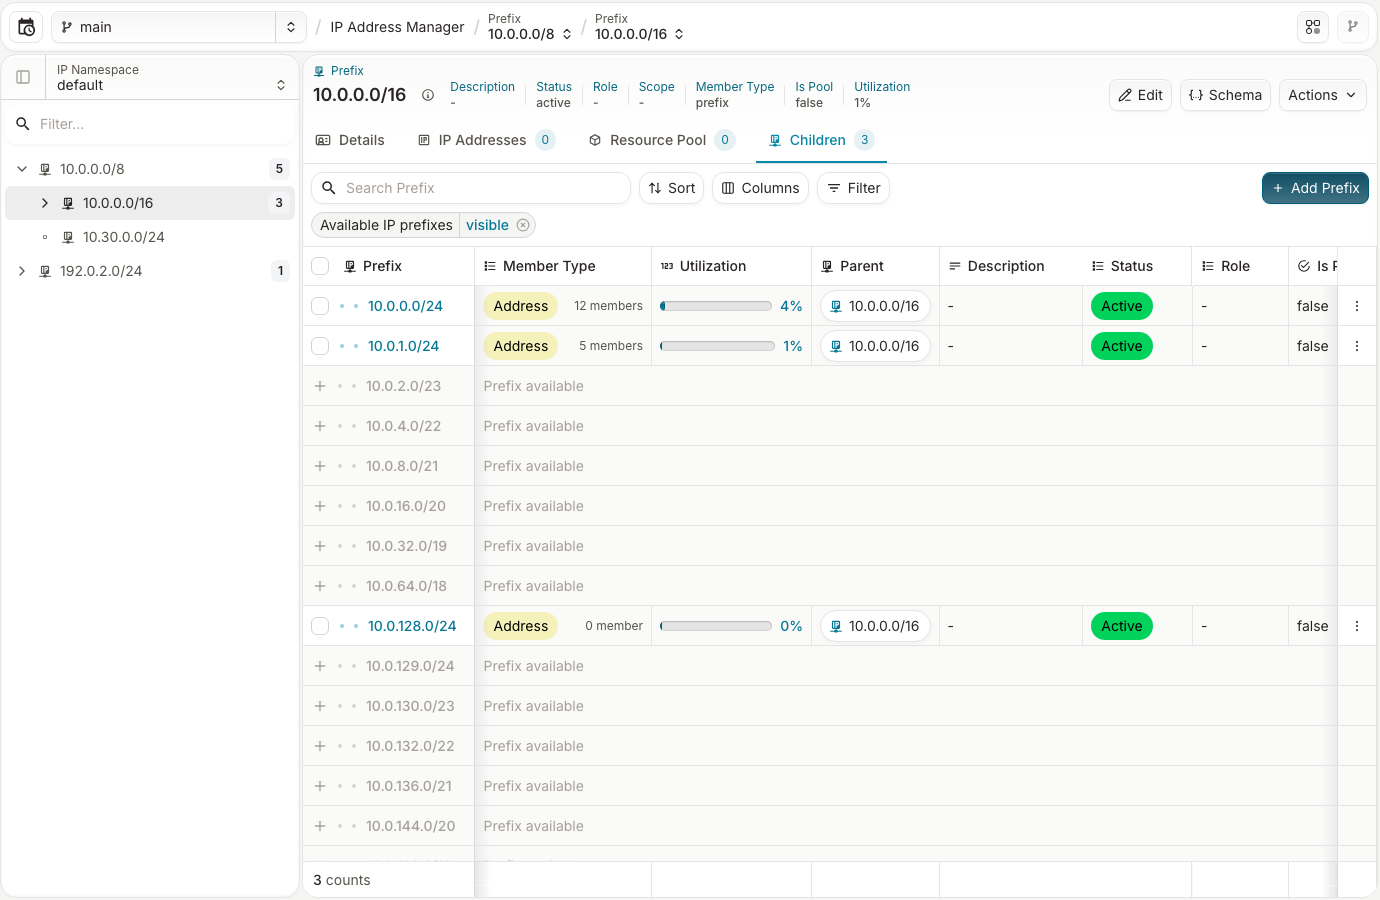 main
IP Address Manager
Prefix
10.0.0.0/8
Prefix
10.0.0.0/16
IP Namespace
default
Filter...
10.0.0.0/8
5
10.0.0.0/16
3
10.30.0.0/24
192.0.2.0/24
1
Prefix
10.0.0.0/16
Description
-
Status
active
Role
-
Scope
-
Member Type
prefix
Is Pool
false
Utilization
1%
Edit
Schema
Actions
Details
IP Addresses 0
Resource Pool 0
Children 3
Search Prefix
Sort
Columns
Filter
+ Add Prefix
Available IP prefixes visible
Prefix Member Type 123 Utilization Parent Description Status Role Is P
10.0.0.0/24 Address 12 members 4% 10.0.0.0/16 - Active - false
10.0.1.0/24 Address 5 members 1% 10.0.0.0/16 - Active - false
10.0.2.0/23 Prefix available
10.0.4.0/22 Prefix available
10.0.8.0/21 Prefix available
10.0.16.0/20 Prefix available
10.0.32.0/19 Prefix available
10.0.64.0/18 Prefix available
10.0.128.0/24 Address 0 member 0% 10.0.0.0/16 - Active - false
10.0.129.0/24 Prefix available
10.0.130.0/23 Prefix available
10.0.132.0/22 Prefix available
10.0.136.0/21 Prefix available
10.0.144.0/20 Prefix available
3 counts